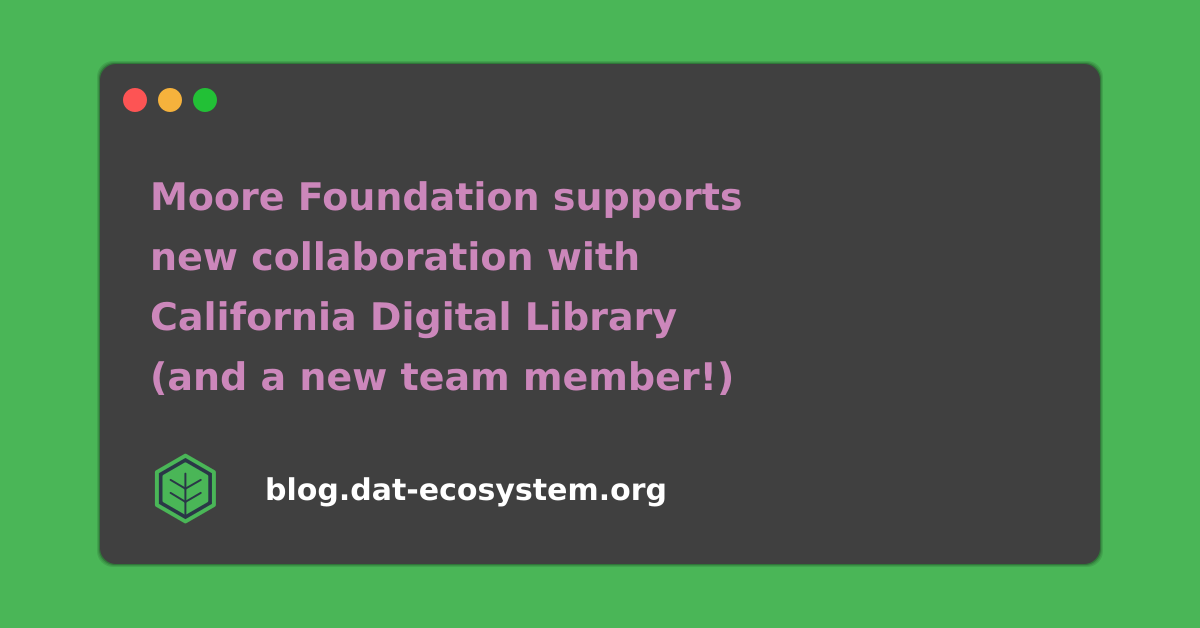 Moore Foundation supports
new collaboration with
California Digital Library
(and a new team member!)
blog.dat-ecosystem.org